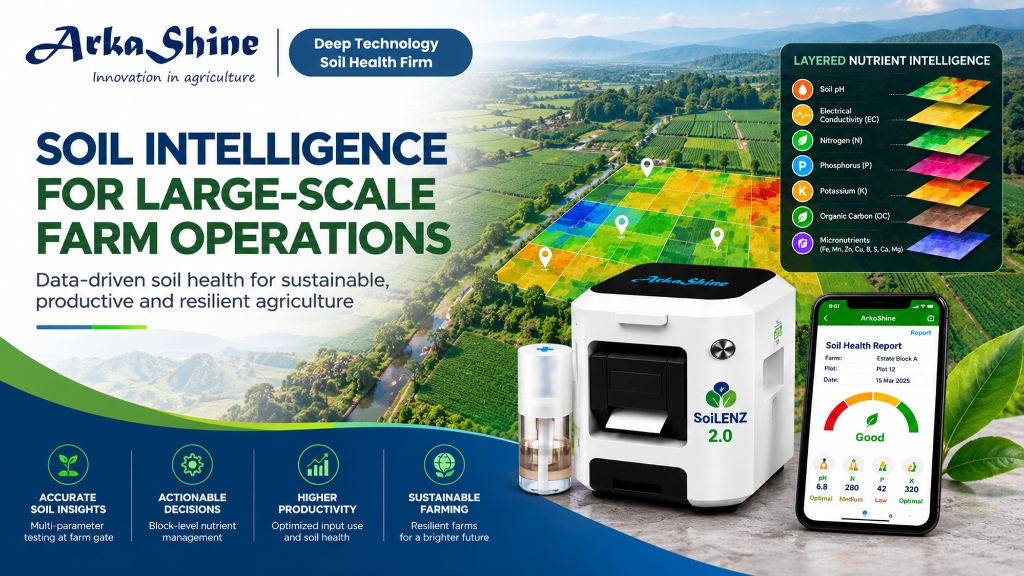 ArkaShine
Innovation in agriculture
Deep Technology
Soil Health Firm
SOIL INTELLIGENCE
FOR LARGE-SCALE
FARM OPERATIONS
Data-driven soil health for sustainable,
productive and resilient agriculture
LAYERED NUTRIENT INTELLIGENCE
Soil pH
Electrical
Conductivity (EC)
Nitrogen (N)
P
Phosphorus (P)
K
Potassium (K)
Organic Carbon (OC)
Micronutrients
(Fe, Mn, Zn, Cu, B, S, Ca, Mg)
ArkaShine
SoiLENZ
2.0
9:01
ArkoShine
Report
Soil Health Report
Farm: Estate Block A
Plot: Plot 12
Date: 15 Mar 2025
Good
pH N P K
6.8 280 42 320
Optimal Medium Low Optimal
ACCURATE
SOIL INSIGHTS
Multi-parameter
testing at farm gate
ACTIONABLE
DECISIONS
Block-level nutrient
management
HIGHER
PRODUCTIVITY
Optimized input use
and soil health
SUSTAINABLE
FARMING
Resilient farms
for a brighter future